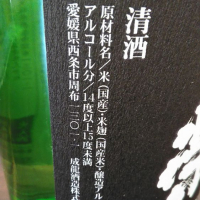 清酒
原材料名／米（国産）・米麹（国産米）醸造アル
アルコール分／14度以上15度未満
愛媛県西条市周布一三〇一‐一
成龍酒造株式